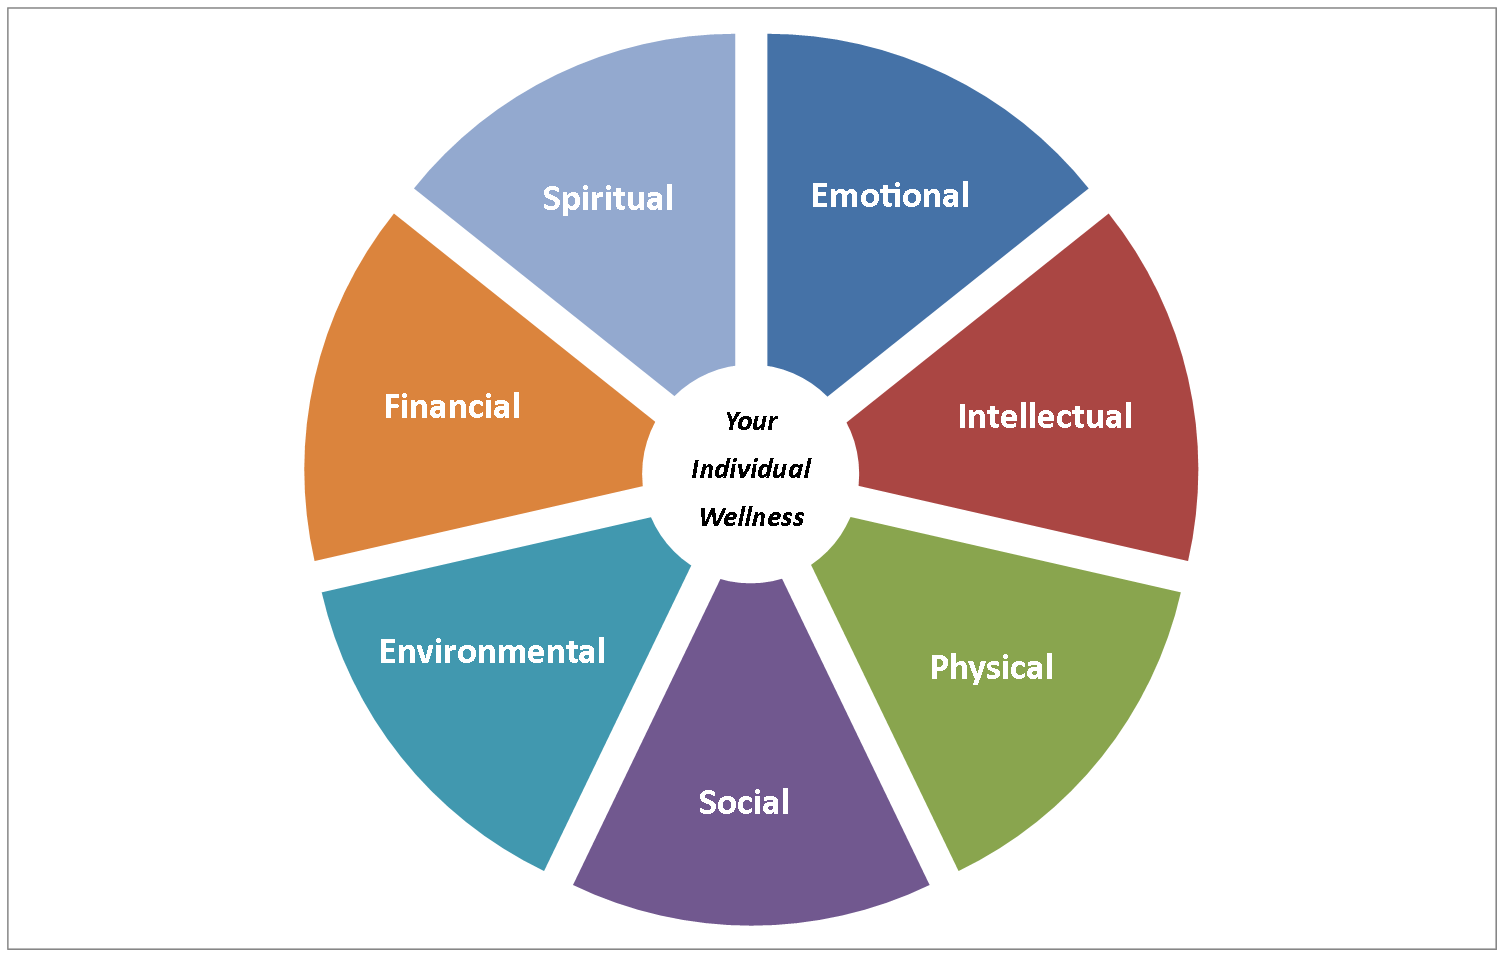 Spiritual
Emotional
Financial
Intellectual
Your
Individual
Wellness
Environmental
Physical
Social